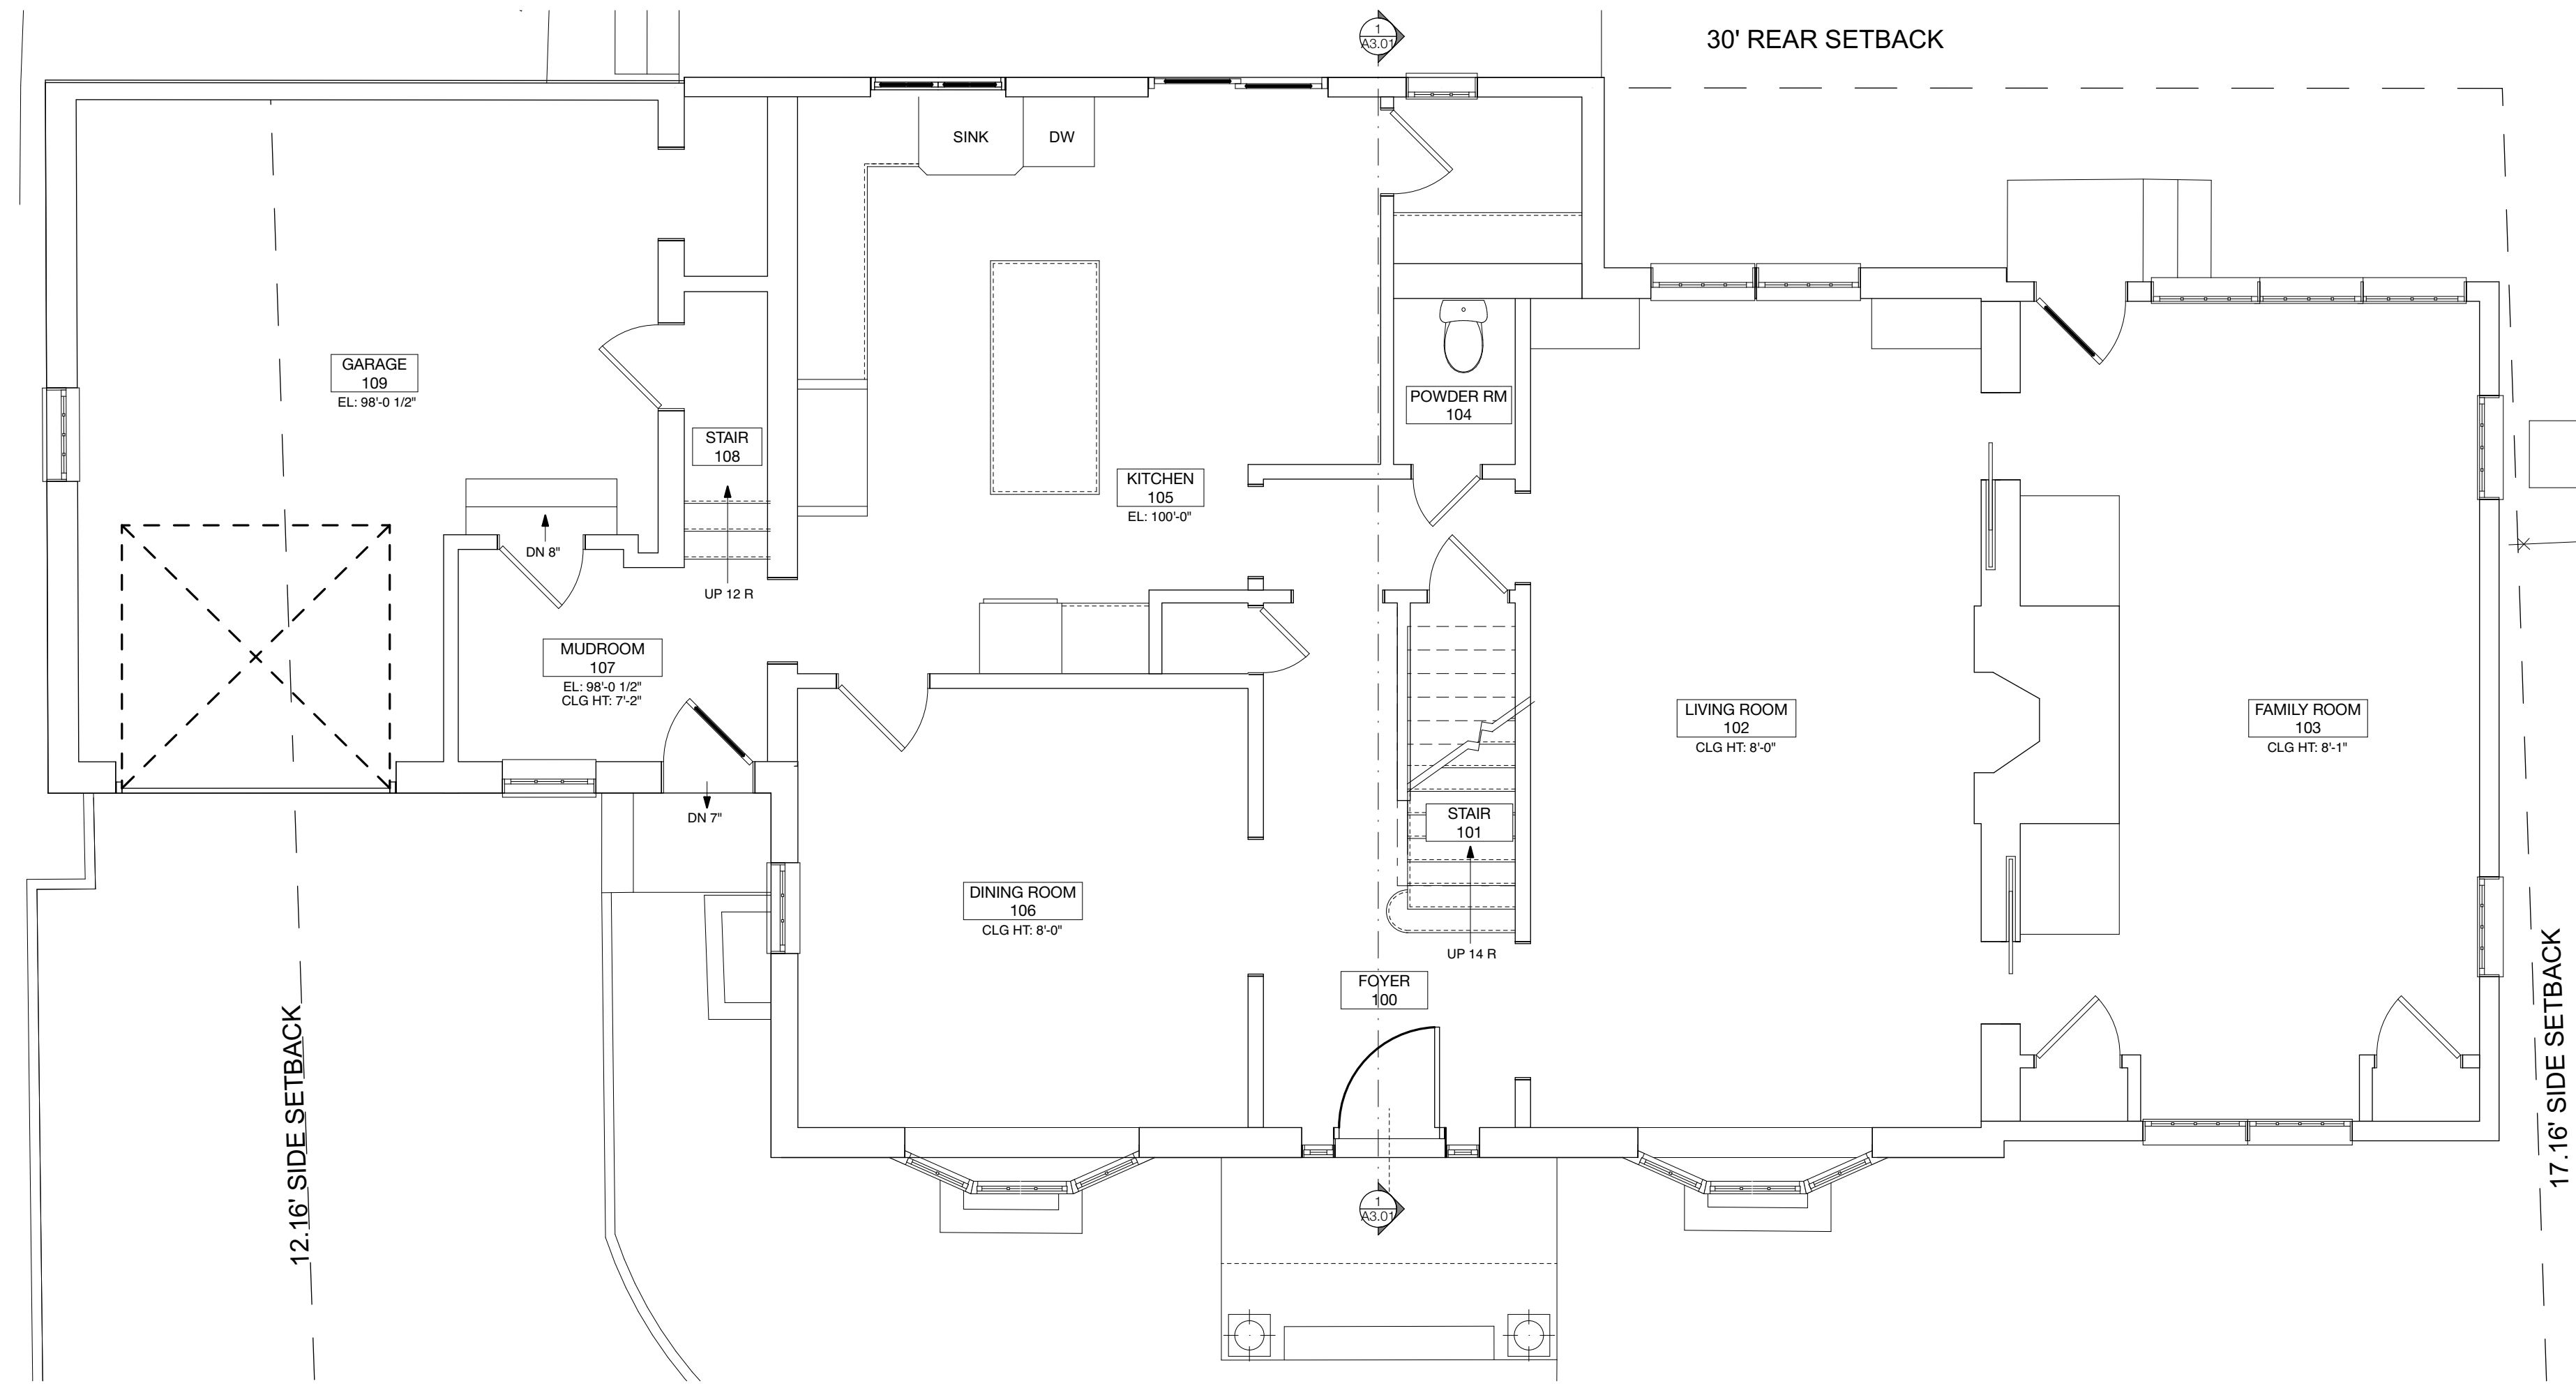 1
A3.01
30' REAR SETBACK
SINK
DW
GARAGE
109
EL: 98'-0 1/2"
STAIR
108
POWDER RM
104
KITCHEN
105
EL: 100'-0"
DN 8"
UP 12 R
MUDROOM
107
EL: 98'-0 1/2"
CLG HT: 7'-2"
LIVING ROOM
102
CLG HT: 8'-0"
FAMILY ROOM
103
CLG HT: 8'-1"
DN 7"
STAIR
101
DINING ROOM
106
CLG HT: 8'-0"
UP 14 R
FOYER
100
12.16' SIDE SETBACK
17.16' SIDE SETBACK
1
A3.01